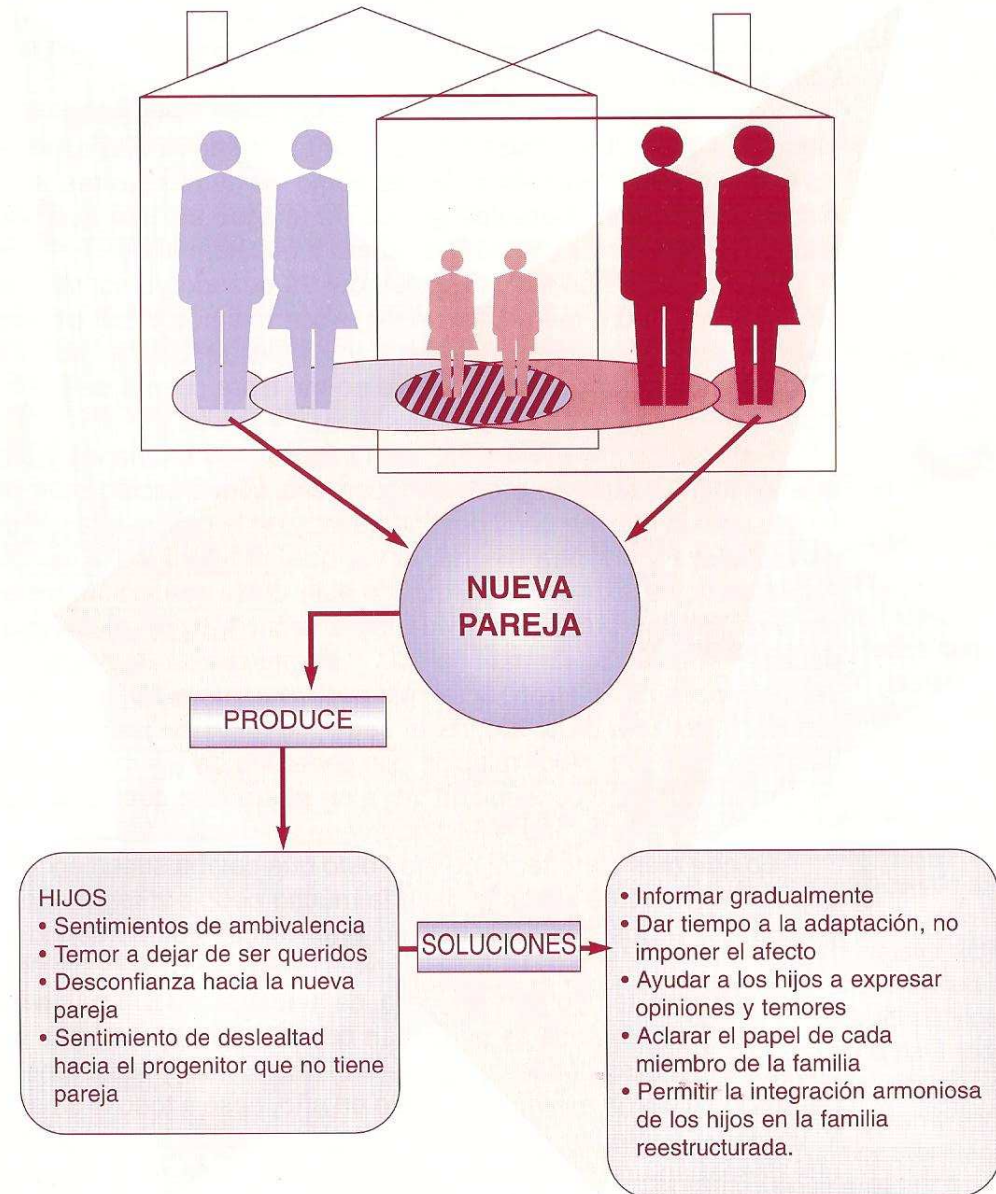 NUEVA
PAREJA
PRODUCE
HIJOS
• Sentimientos de ambivalencia
• Temor a dejar de ser queridos
• Desconfianza hacia la nueva
pareja
• Sentimiento de deslealtad
hacia el progenitor que no tiene
pareja
SOLUCIONES
• Informar gradualmente
• Dar tiempo a la adaptación, no
imponer el afecto
• Ayudar a los hijos a expresar
opiniones y temores
• Aclarar el papel de cada
miembro de la familia
• Permitir la integración armoniosa
de los hijos en la familia
reestructurada.